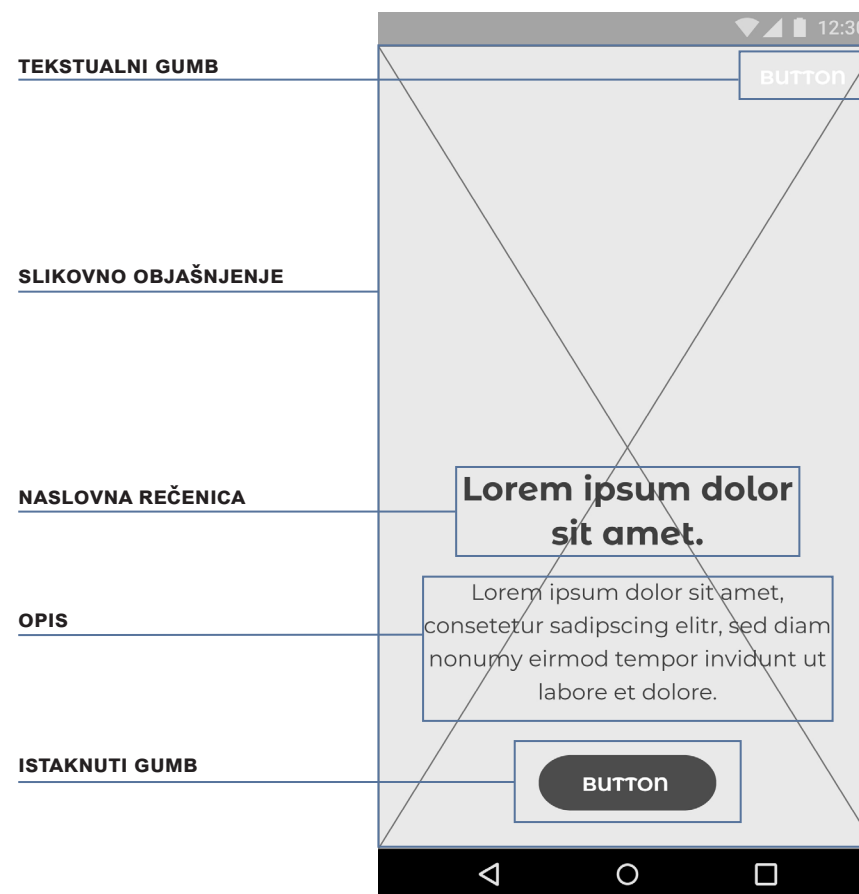 12:30
TEKSTUALNI GUMB
BUTTON
SLIKOVNO OBJAŠNJENJE
NASLOVNA REČENICA
Lorem ipsum dolor
sit amet.
OPIS
Lorem ipsum dolor sit amet,
consetetur sadipscing elitr, sed diam
nonumy eirmod tempor invidunt ut
labore et dolore.
ISTAKNUTI GUMB
BUTTON